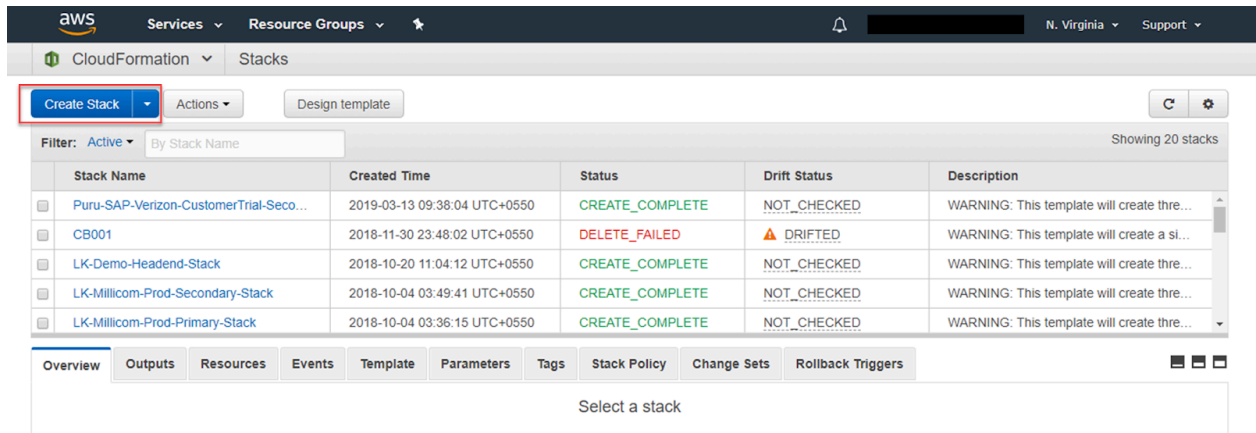 aws Services Resource Groups N. Virginia Support
CloudFormation Stacks
Create Stack Actions Design template
Filter: Active By Stack Name Showing 20 stacks
Stack Name Created Time Status Drift Status Description
Puru-SAP-Verizon-CustomerTrial-Seco... 2019-03-13 09:38:04 UTC+0550 CREATE_COMPLETE NOT_CHECKED WARNING: This template will create thre...
CB001 2018-11-30 23:48:02 UTC+0550 DELETE_FAILED DRIFTED WARNING: This template will create a si...
LK-Demo-Headend-Stack 2018-10-20 11:04:12 UTC+0550 CREATE_COMPLETE NOT_CHECKED WARNING: This template will create thre...
LK-Millicom-Prod-Secondary-Stack 2018-10-04 03:49:41 UTC+0550 CREATE_COMPLETE NOT_CHECKED WARNING: This template will create thre...
LK-Millicom-Prod-Primary-Stack 2018-10-04 03:36:15 UTC+0550 CREATE_COMPLETE NOT_CHECKED WARNING: This template will create thre...
Overview Outputs Resources Events Template Parameters Tags Stack Policy Change Sets Rollback Triggers
Select a stack